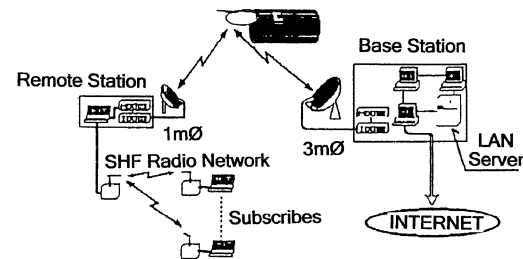 Base Station
Remote Station
1mØ
3mØ
LAN
Server
SHF Radio Network
Subscribes
INTERNET